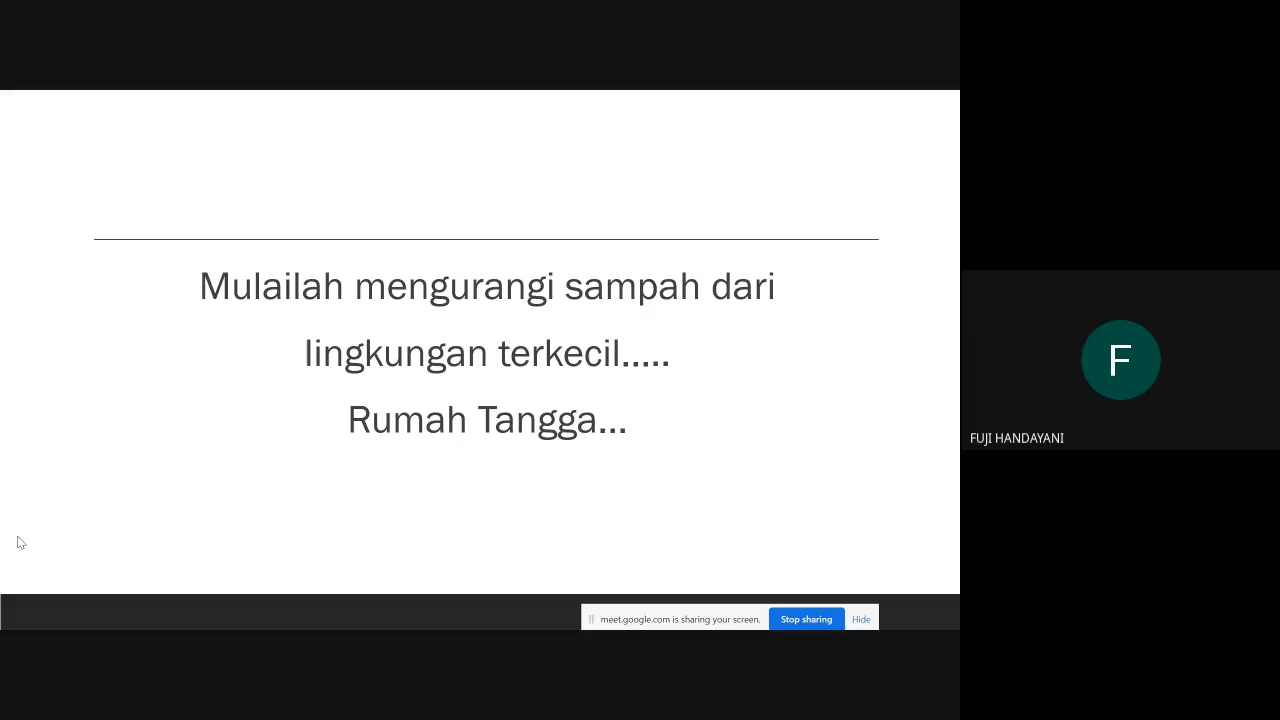 Mulailah mengurangi sampah dari
lingkungan terkecil.....
Rumah Tangga...
F
FUJI HANDAYANI
meet.google.com is sharing your screen.
Stop sharing
Hide